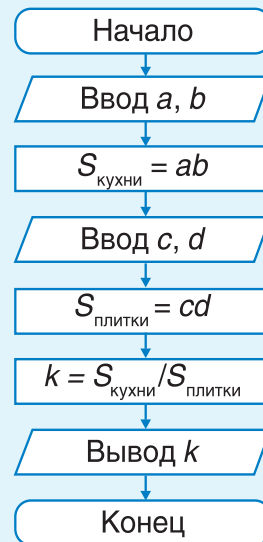 Начало
Ввод a, b
Sкухни = ab
Ввод c, d
Sплитки = cd
k = Sкухни/Sплитки
Вывод k
Конец